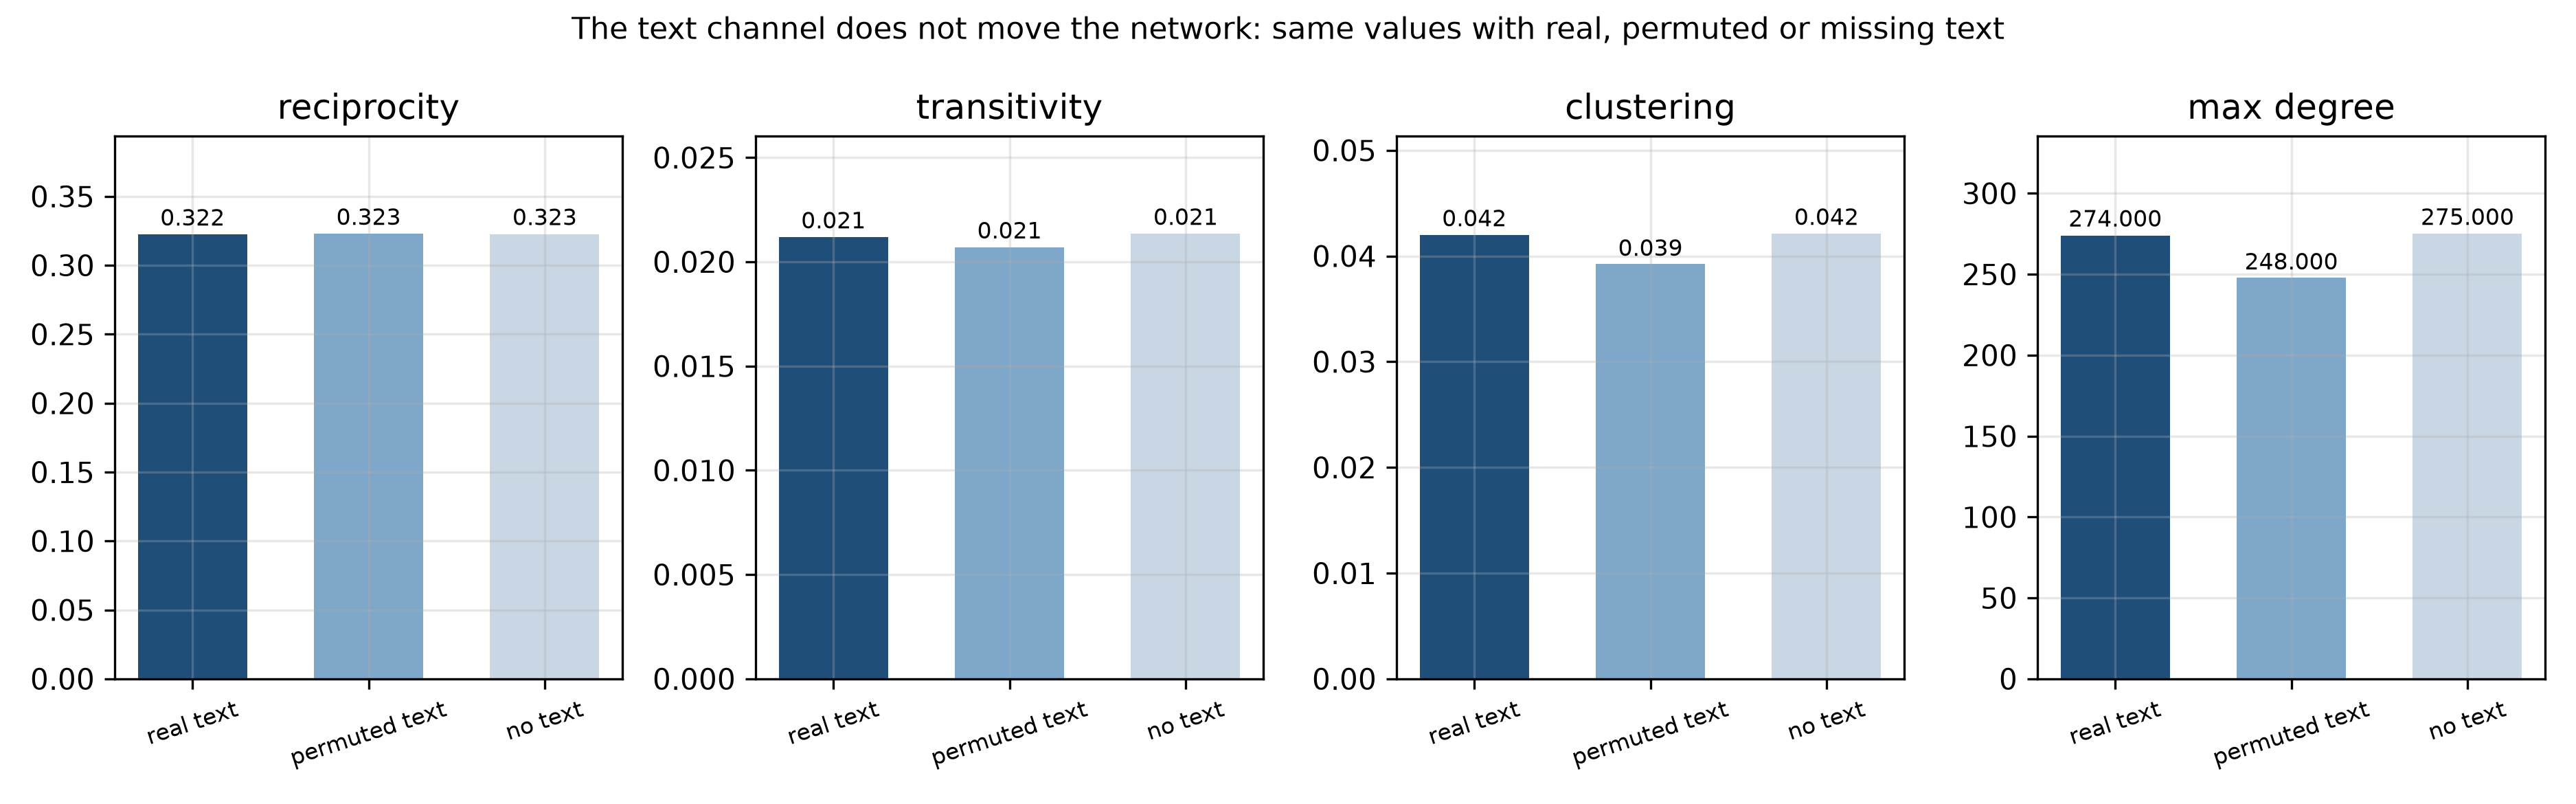 The text channel does not move the network: same values with real, permuted or missing text
reciprocity
0.35
0.30
0.25
0.20
0.15
0.10
0.05
0.00
0.322
0.323
0.323
real text
permuted text
no text
transitivity
0.025
0.020
0.015
0.010
0.005
0.000
0.021
0.021
0.021
real text
permuted text
no text
clustering
0.05
0.04
0.03
0.02
0.01
0.00
0.042
0.039
0.042
real text
permuted text
no text
max degree
300
250
200
150
100
50
0
274.000
248.000
275.000
real text
permuted text
no text